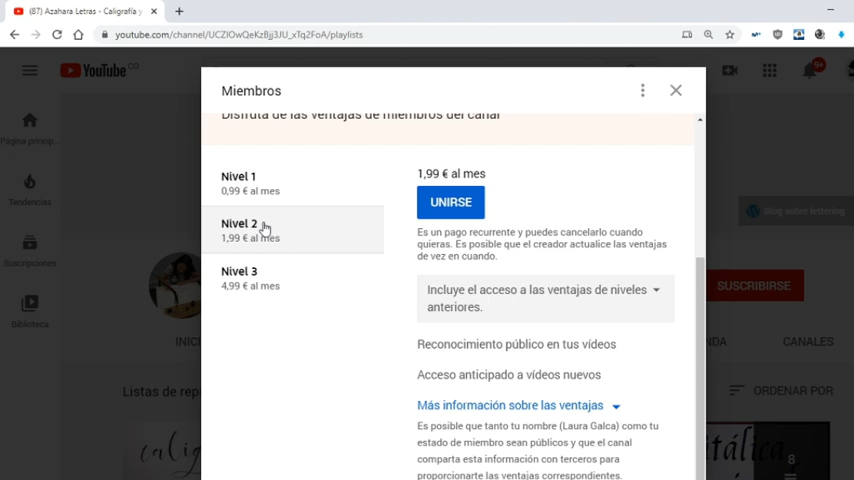 (87) Azahara Letras - Caligrafía y
youtube.com/channel/UCZIOwQeKzBjj3JU_xTq2FoA/playlists
YouTube CO
9+
Miembros
Disfruta de las ventajas de miembros del canal
Página princip...
Tendencias
Suscripciones
Biblioteca
Nivel 1
0,99 € al mes
Nivel 2
1,99 € al mes
Nivel 3
4,99 € al mes
1,99 € al mes
UNIRSE
Es un pago recurrente y puedes cancelarlo cuando
quieras. Es posible que el creador actualice las ventajas
de vez en cuando.
Incluye el acceso a las ventajas de niveles
anteriores.
Reconocimiento público en tus vídeos
Acceso anticipado a vídeos nuevos
Más información sobre las ventajas
Es posible que tanto tu nombre (Laura Galca) como tu
estado de miembro sean públicos y que el canal
comparta esta información con terceros para
proporcionarte las ventajas correspondientes.
Blog sobre lettering
SUSCRIBIRSE
INICI
NDA
CANALES
Listas de rep
ORDENAR POR
calig
itálica
8